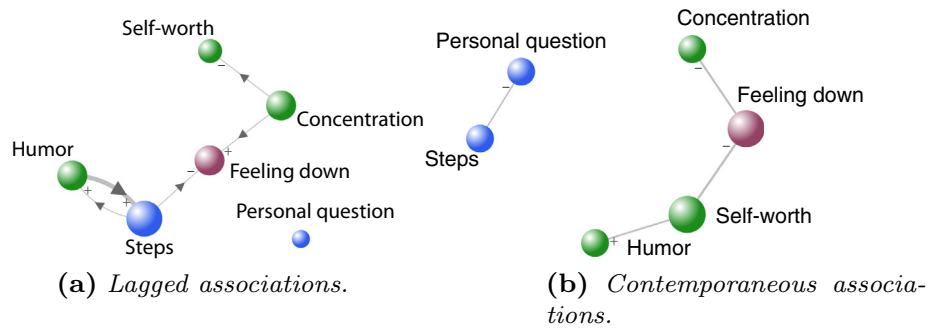 Self-worth
-
Concentration
+
Humor
+
+
-
Feeling down
Personal question
Steps
(a) Lagged associations.
Personal question
-
Steps
Concentration
-
Feeling down
-
Self-worth
+
Humor
(b) Contemporaneous associa-
tions.